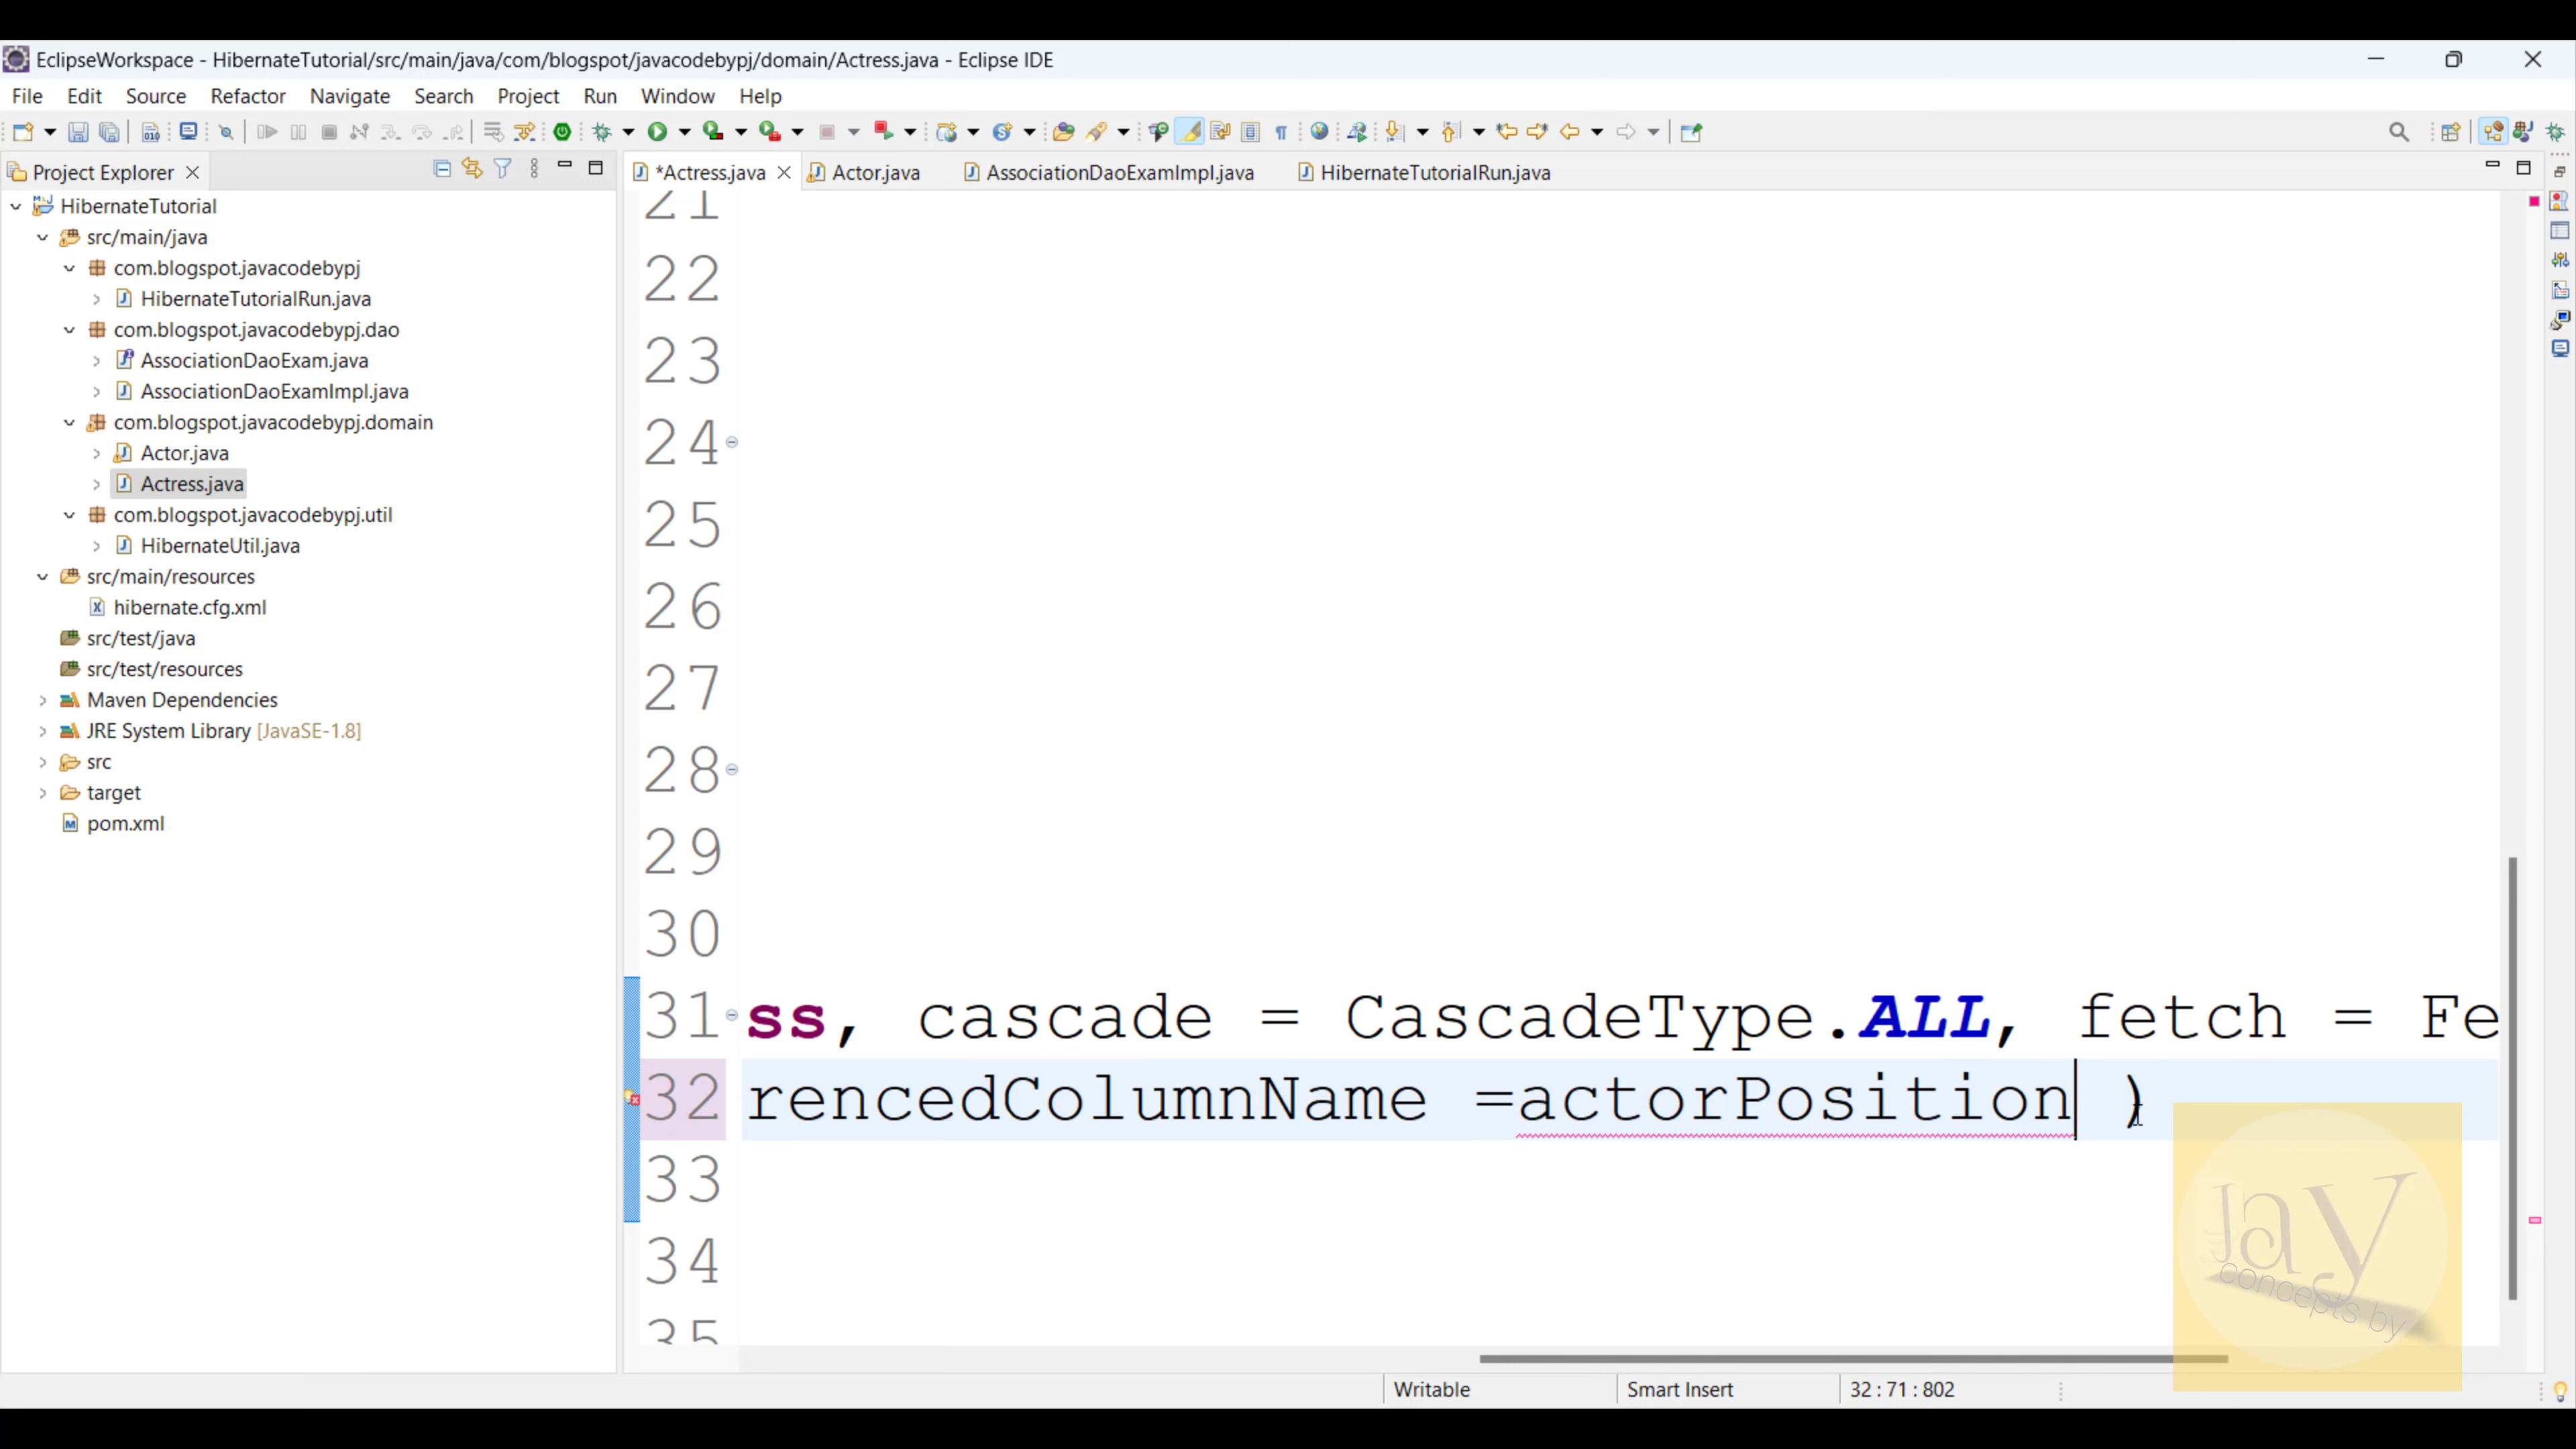 EclipseWorkspace - HibernateTutorial/src/main/java/com/blogspot/javacodebypj/domain/Actress.java - Eclipse IDE
File Edit Source Refactor Navigate Search Project Run Window Help
Project Explorer
*Actress.java Actor.java AssociationDaoExamImpl.java HibernateTutorialRun.java
HibernateTutorial
src/main/java
com.blogspot.javacodebypj
HibernateTutorialRun.java
com.blogspot.javacodebypj.dao
AssociationDaoExam.java
AssociationDaoExamImpl.java
com.blogspot.javacodebypj.domain
Actor.java
Actress.java
com.blogspot.javacodebypj.util
HibernateUtil.java
src/main/resources
hibernate.cfg.xml
src/test/java
src/test/resources
Maven Dependencies
JRE System Library [JavaSE-1.8]
src
target
pom.xml
21
22
23
24
25
26
27
28
29
30
31 ss, cascade = CascadeType.ALL, fetch = Fe
32 rencedColumnName =actorPosition )
33
34
35
Jay
concepts by
Writable Smart Insert 32 : 71 : 802